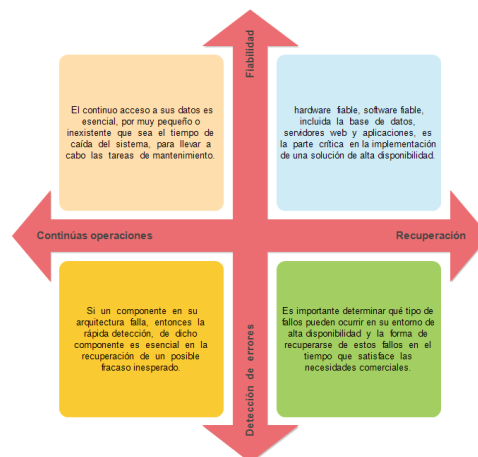 Fiabilidad
El continuo acceso a sus datos es
esencial, por muy pequeño o
inexistente que sea el tiempo de
caída del sistema, para llevar a
cabo las tareas de mantenimiento.
hardware fiable, software fiable,
incluida la base de datos,
servidores web y aplicaciones, es
la parte crítica en la implementación
de una solución de alta disponibilidad.
Continúas operaciones
Recuperación
Si un componente en su
arquitectura falla, entonces la
rápida detección, de dicho
componente es esencial en la
recuperación de un posible
fracaso inesperado.
Es importante determinar qué tipo de
fallos pueden ocurrir en su entorno de
alta disponibilidad y la forma de
recuperarse de estos fallos en el
tiempo que satisface las
necesidades comerciales.
Detección de errores